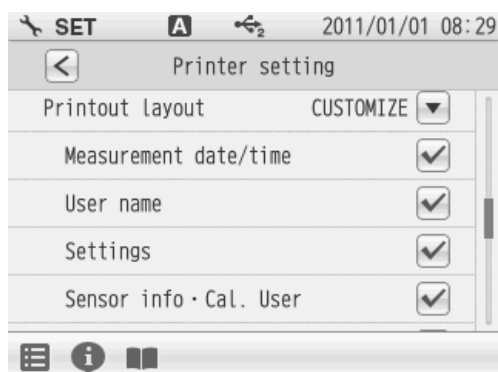 SET A 2 2011/01/01 08:29
Printer setting
Printout layout CUSTOMIZE
Measurement date/time
User name
Settings
Sensor info・Cal. User